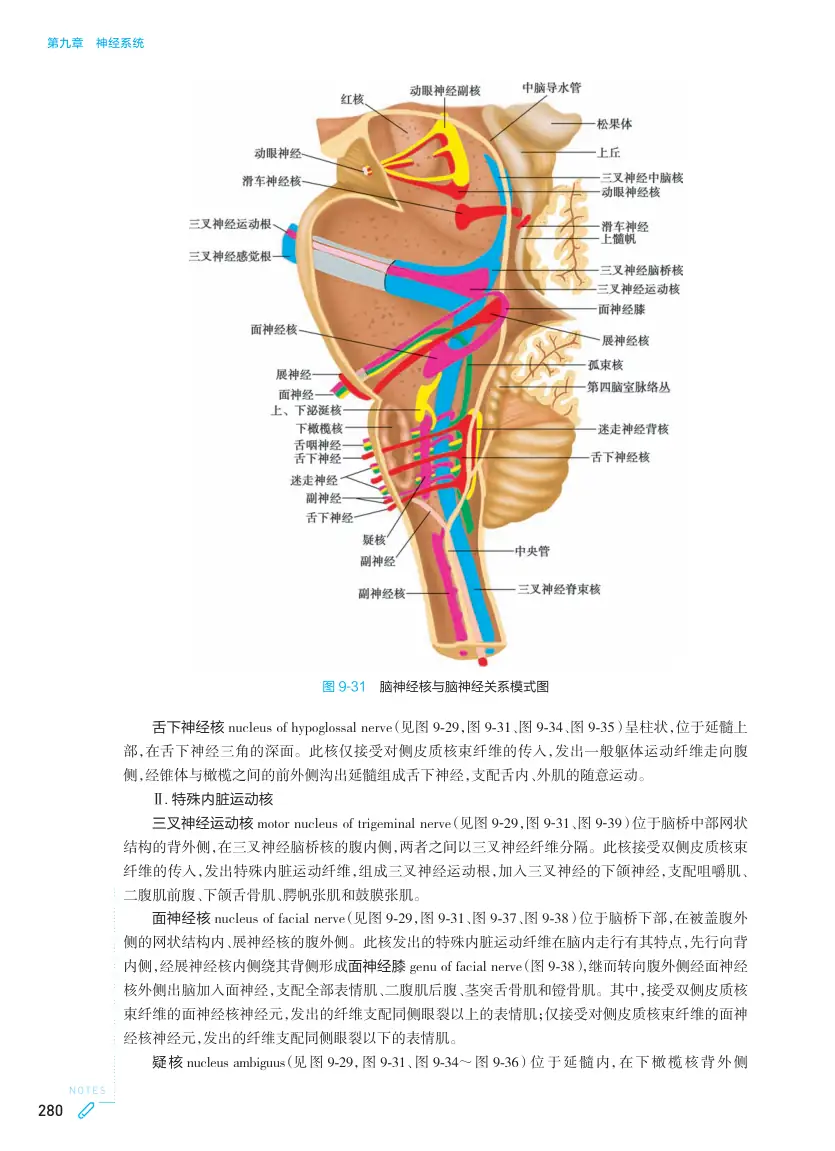 第九章 神经系统
动眼神经副核
中脑导水管
红核
松果体
动眼神经
上丘
滑车神经核
三叉神经中脑核
动眼神经核
三叉神经运动根
滑车神经
上髓帆
三叉神经感觉根
三叉神经脑桥核
三叉神经运动核
面神经膝
面神经核
展神经核
孤束核
展神经
第四脑室脉络丛
面神经
上、下泌涎核
下橄榄核
迷走神经背核
舌咽神经
舌下神经
舌下神经核
迷走神经
副神经
舌下神经
疑核
中央管
副神经
副神经核
三叉神经脊束核
图 9-31 脑神经核与脑神经关系模式图
舌下神经核 nucleus of hypoglossal nerve(见图 9-29,图 9-31、图 9-34、图 9-35)呈柱状,位于延髓上
部,在舌下神经三角的深面。此核仅接受对侧皮质核束纤维的传入,发出一般躯体运动纤维走向腹
侧,经锥体与橄榄之间的前外侧沟出延髓组成舌下神经,支配舌内、外肌的随意运动。
Ⅱ. 特殊内脏运动核
三叉神经运动核 motor nucleus of trigeminal nerve(见图 9-29,图 9-31、图 9-39)位于脑桥中部网状
结构的背外侧,在三叉神经脑桥核的腹内侧,两者之间以三叉神经纤维分隔。此核接受双侧皮质核束
纤维的传入,发出特殊内脏运动纤维,组成三叉神经运动根,加入三叉神经的下颌神经,支配咀嚼肌、
二腹肌前腹、下颌舌骨肌、腭帆张肌和鼓膜张肌。
面神经核 nucleus of facial nerve(见图 9-29,图 9-31、图 9-37、图 9-38)位于脑桥下部,在被盖腹外
侧的网状结构内、展神经核的腹外侧。此核发出的特殊内脏运动纤维在脑内走行有其特点,先行向背
内侧,经展神经核内侧绕其背侧形成面神经膝 genu of facial nerve(图 9-38),继而转向腹外侧经面神经
核外侧出脑加入面神经,支配全部表情肌、二腹肌后腹、茎突舌骨肌和镫骨肌。其中,接受双侧皮质核
束纤维的面神经核神经元,发出的纤维支配同侧眼裂以上的表情肌;仅接受对侧皮质核束纤维的面神
经核神经元,发出的纤维支配同侧眼裂以下的表情肌。
疑核 nucleus ambiguus(见图 9-29,图 9-31、图 9-34～图 9-36)位于延髓内,在下橄榄核背外侧
NOTES
280